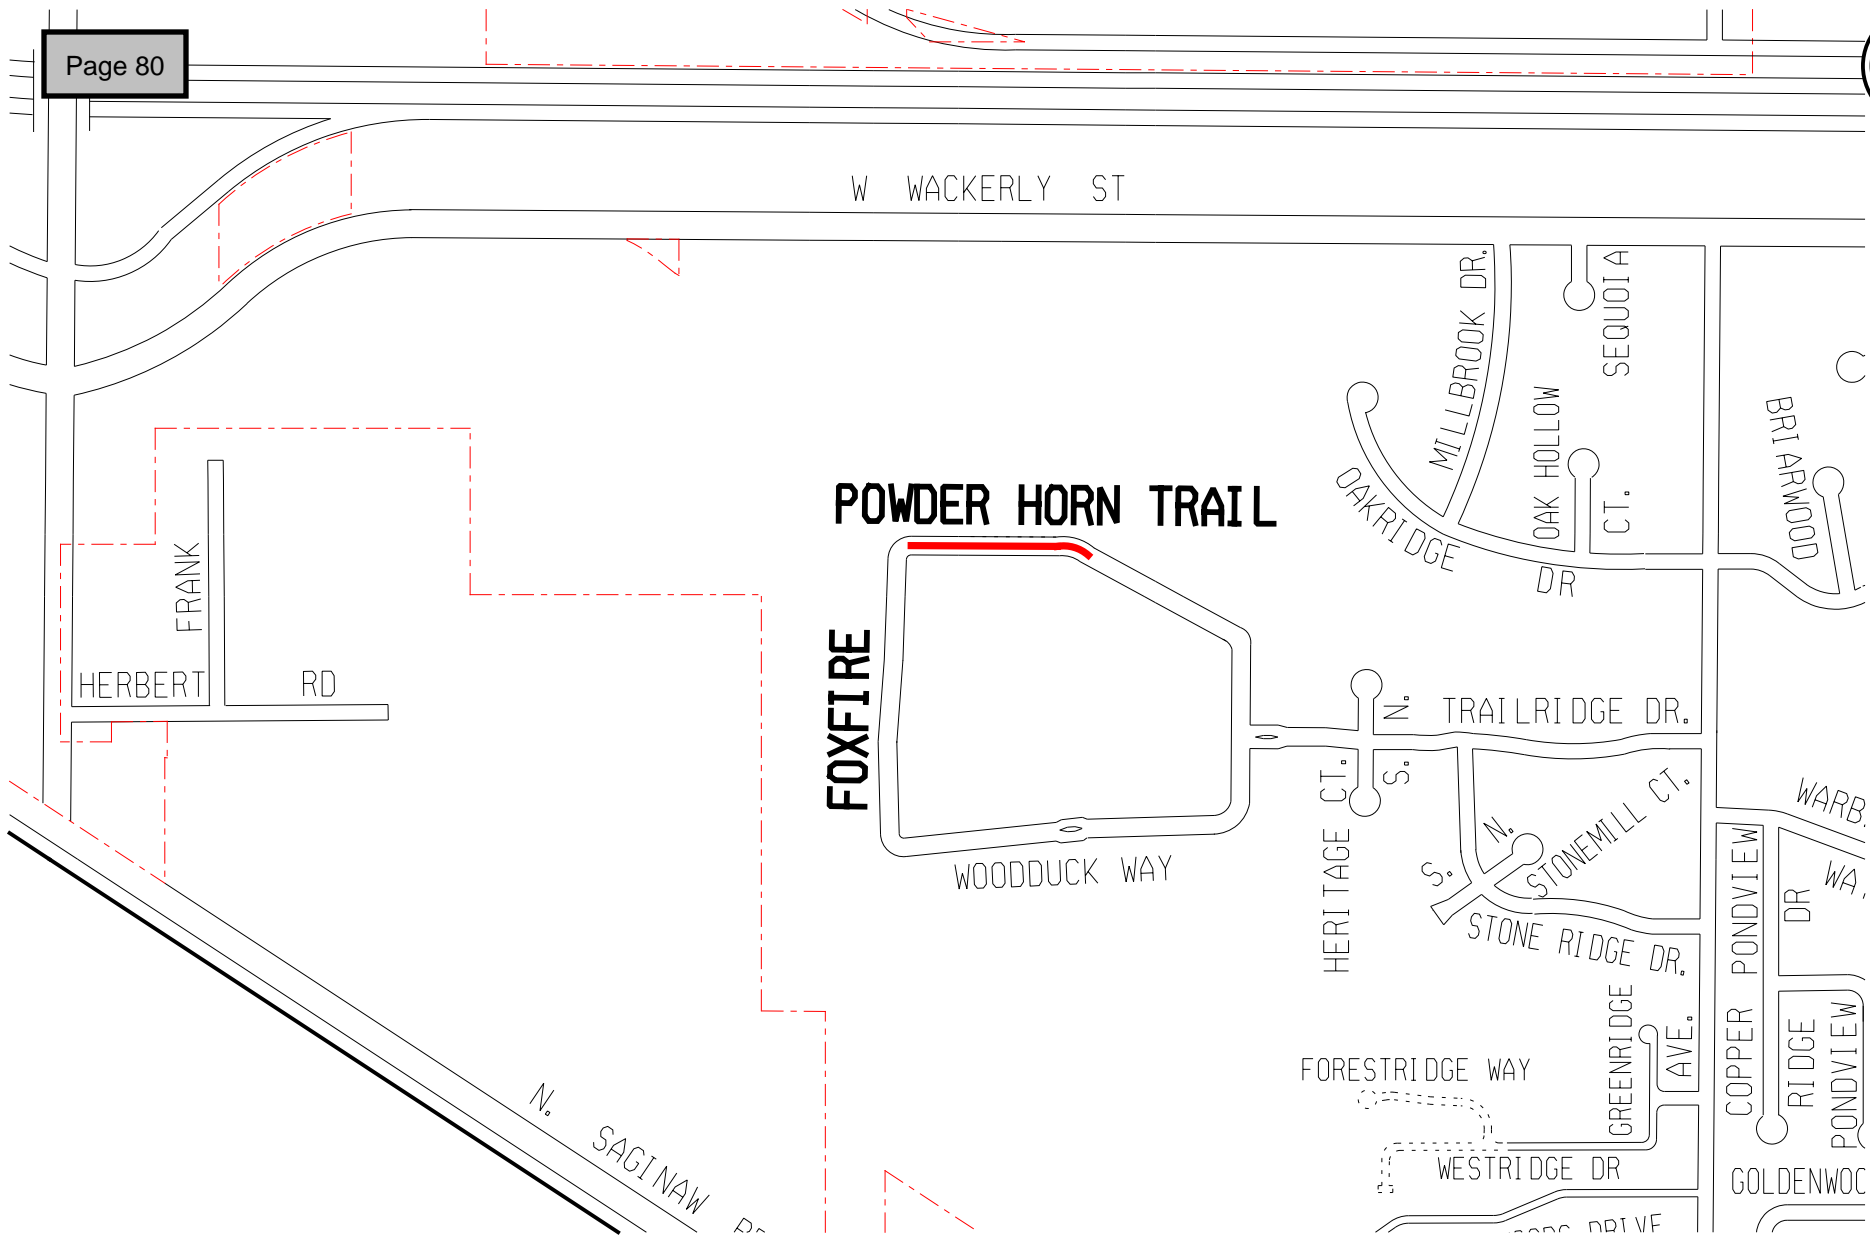 Page 80
W WACKERLY ST
MILLBROOK DR.
SEQUOIA
OAK HOLLOW
CT.
BRIARWOOD
OAKRIDGE
DR
POWDER HORN TRAIL
FRANK
HERBERT RD
FOXFIRE
N.
TRAILRIDGE DR.
S.
HERITAGE CT.
WOODDUCK WAY
N.
S.
STONEMILL CT.
STONE RIDGE DR.
COPPER PONDVIEW
DR
RIDGE
PONDVIEW
GREENRIDGE
AVE.
FORESTRIDGE WAY
WESTRIDGE DR
N. SAGINAW
DRIVE